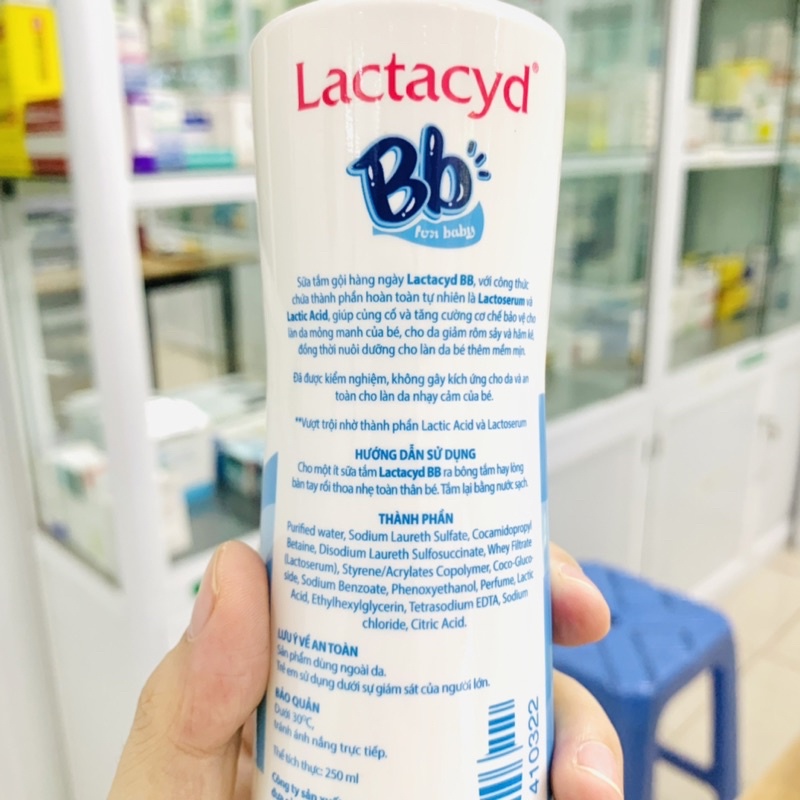 Lactacyd®
Bb
for baby
Sữa tắm gội hàng ngày Lactacyd BB, với công thức
chứa thành phần hoàn toàn tự nhiên là Lactoserum và
Lactic Acid, giúp củng cố và tăng cường cơ chế bảo vệ cho
làn da mỏng manh của bé, cho da giảm rôm sảy và hăm kẽ,
đồng thời nuôi dưỡng cho làn da bé thêm mềm mịn.
Đã được kiểm nghiệm, không gây kích ứng cho da và an
toàn cho làn da nhạy cảm của bé.
**Vượt trội nhờ thành phần Lactic Acid và Lactoserum
HƯỚNG DẪN SỬ DỤNG
Cho một ít sữa tắm Lactacyd BB ra bông tắm hay lòng
bàn tay rồi thoa nhẹ toàn thân bé. Tắm lại bằng nước sạch.
THÀNH PHẦN
Purified water, Sodium Laureth Sulfate, Cocamidopropyl
Betaine, Disodium Laureth Sulfosuccinate, Whey Filtrate
(Lactoserum), Styrene/Acrylates Copolymer, Coco-Gluco-
side, Sodium Benzoate, Phenoxyethanol, Perfume, Lactic
Acid, Ethylhexylglycerin, Tetrasodium EDTA, Sodium
chloride, Citric Acid.
LƯU Ý VỀ AN TOÀN
Sản phẩm dùng ngoài da.
Trẻ em sử dụng dưới sự giám sát của người lớn.
BẢO QUẢN
Dưới 30°C,
tránh ánh nắng trực tiếp.
Thể tích thực: 250 ml
Công ty sản xuất
410322